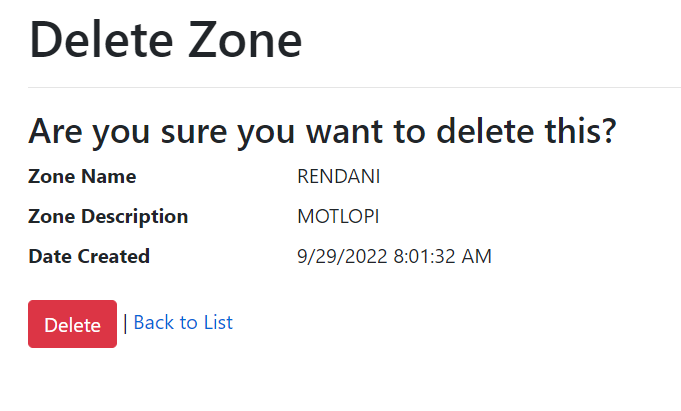 Delete Zone
Are you sure you want to delete this?
Zone Name RENDANI
Zone Description MOTLOPI
Date Created 9/29/2022 8:01:32 AM
Delete | Back to List